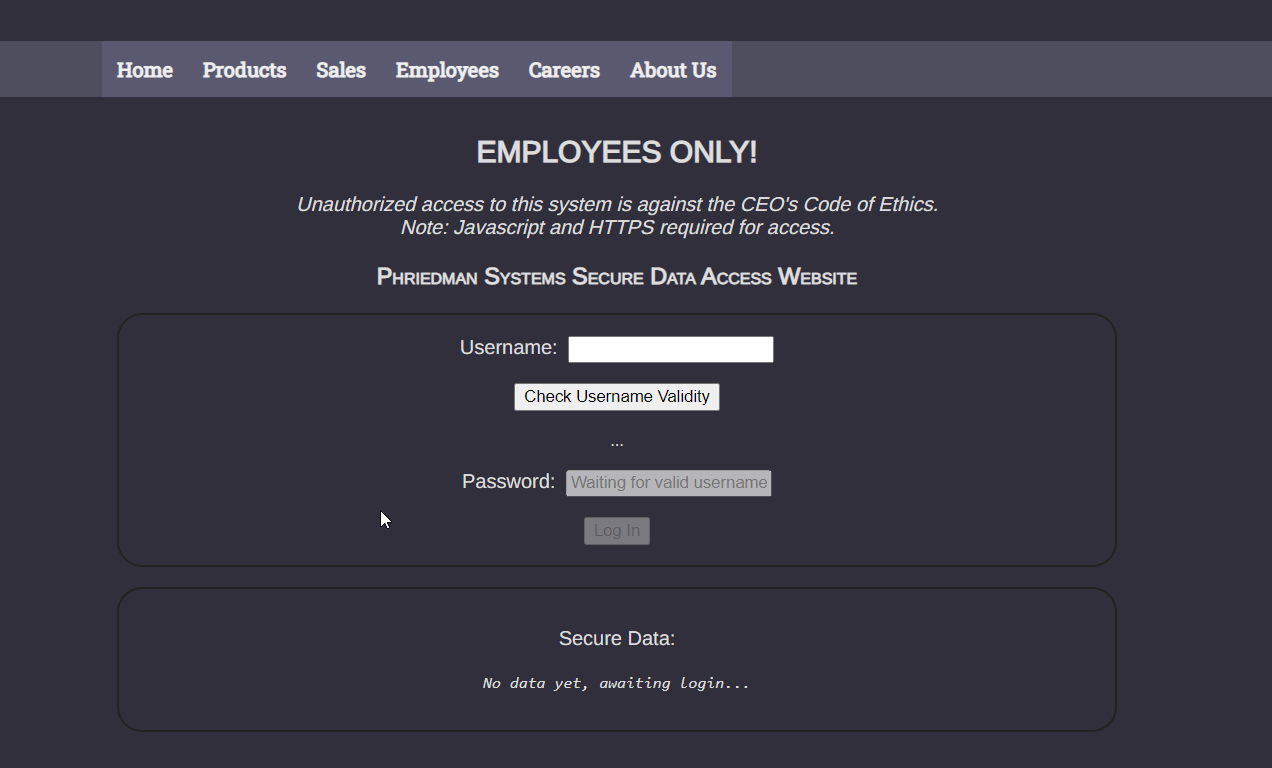 Home Products Sales Employees Careers About Us
EMPLOYEES ONLY!
Unauthorized access to this system is against the CEO's Code of Ethics.
Note: Javascript and HTTPS required for access.
Phriedman Systems Secure Data Access Website
Username:
Check Username Validity
...
Password: Waiting for valid username
Log In
Secure Data:
No data yet, awaiting login...